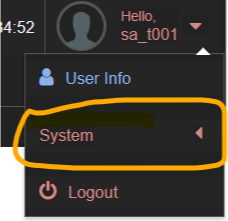 34:52
Hello,
sa_t001
User Info
System
Logout